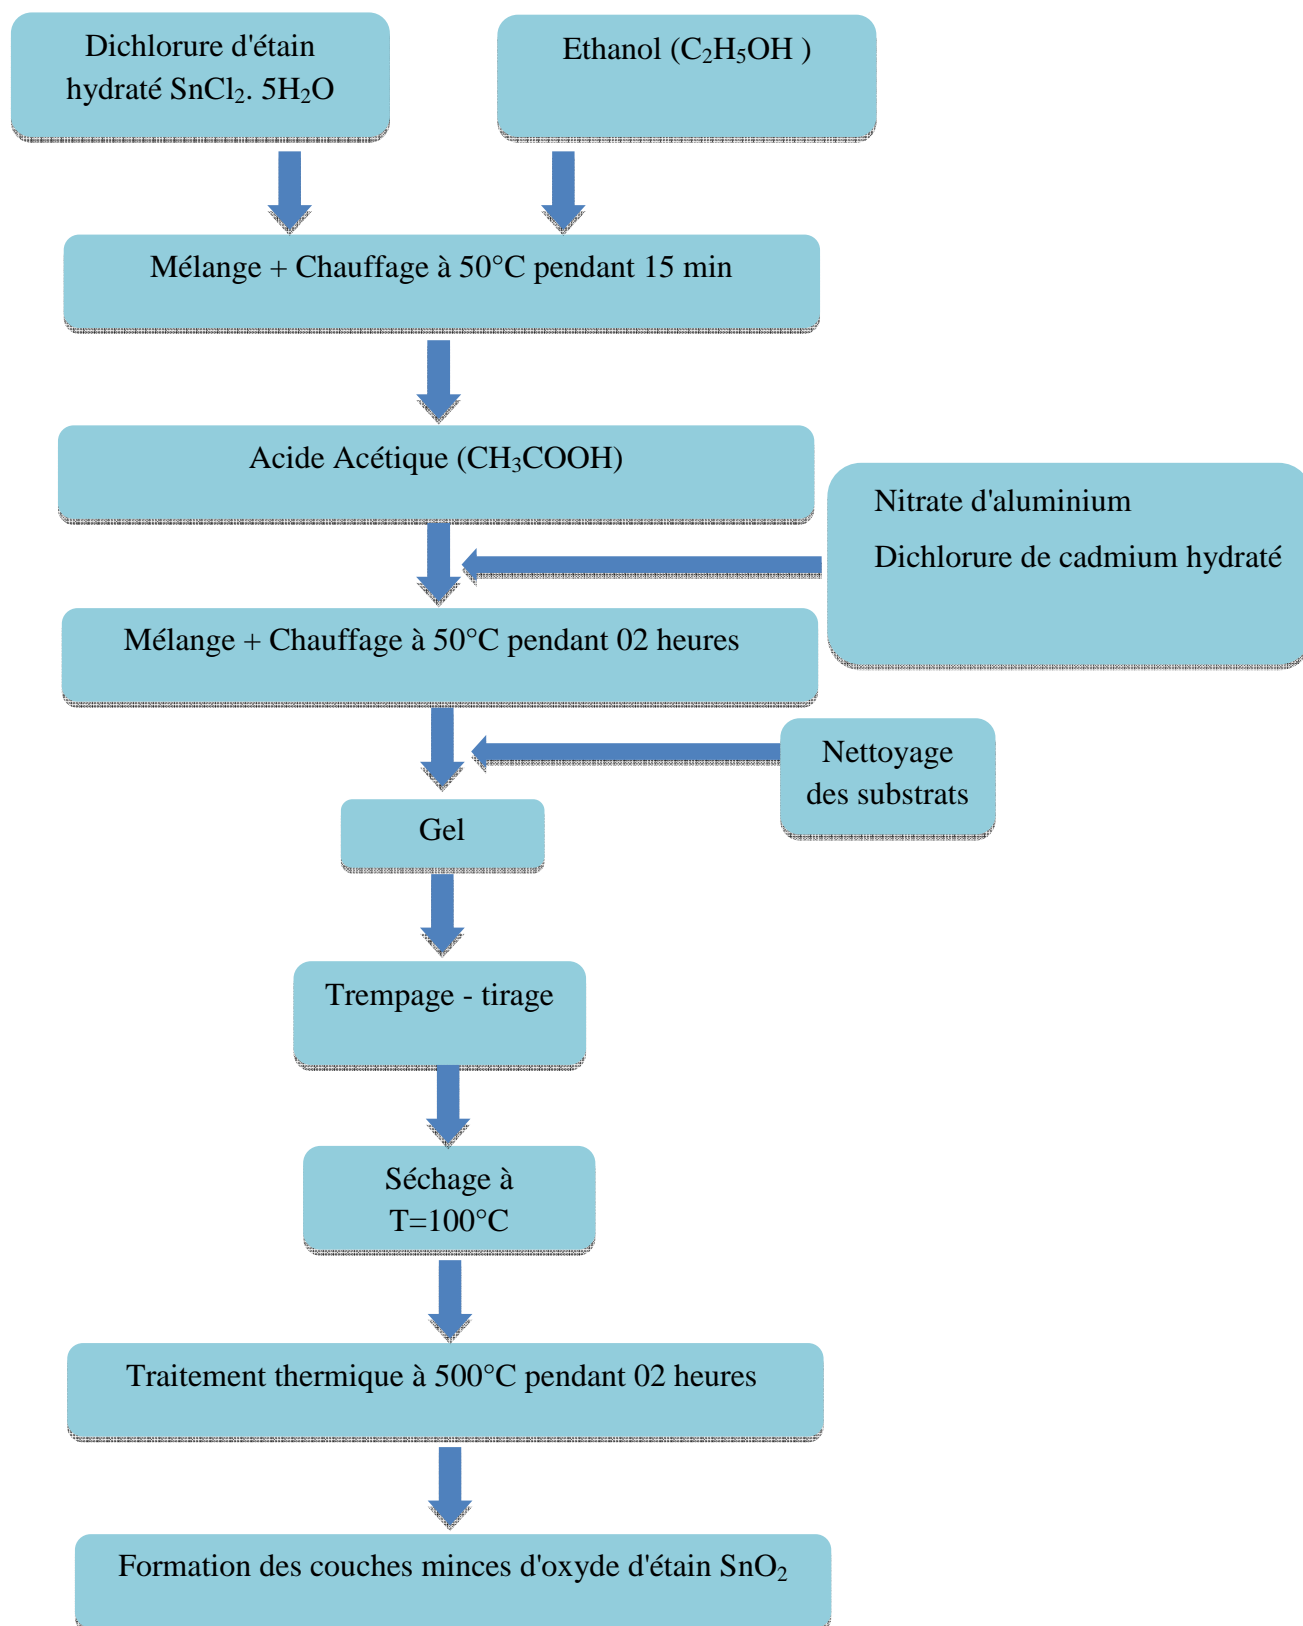 Dichlorure d'étain
hydraté SnCl₂. 5H₂O
Ethanol (C₂H₅OH )
Mélange + Chauffage à 50°C pendant 15 min
Acide Acétique (CH₃COOH)
Nitrate d'aluminium
Dichlorure de cadmium hydraté
Mélange + Chauffage à 50°C pendant 02 heures
Nettoyage
des substrats
Gel
Trempage - tirage
Séchage à
T=100°C
Traitement thermique à 500°C pendant 02 heures
Formation des couches minces d'oxyde d'étain SnO₂